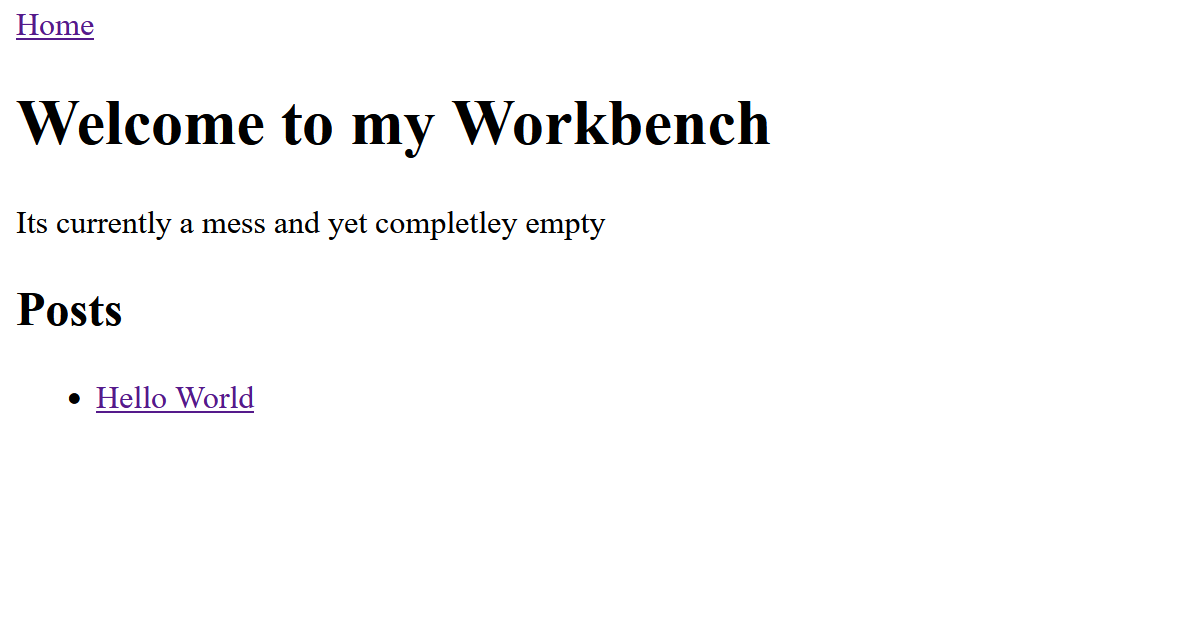 Home
Welcome to my Workbench
Its currently a mess and yet completley empty
Posts
Hello World